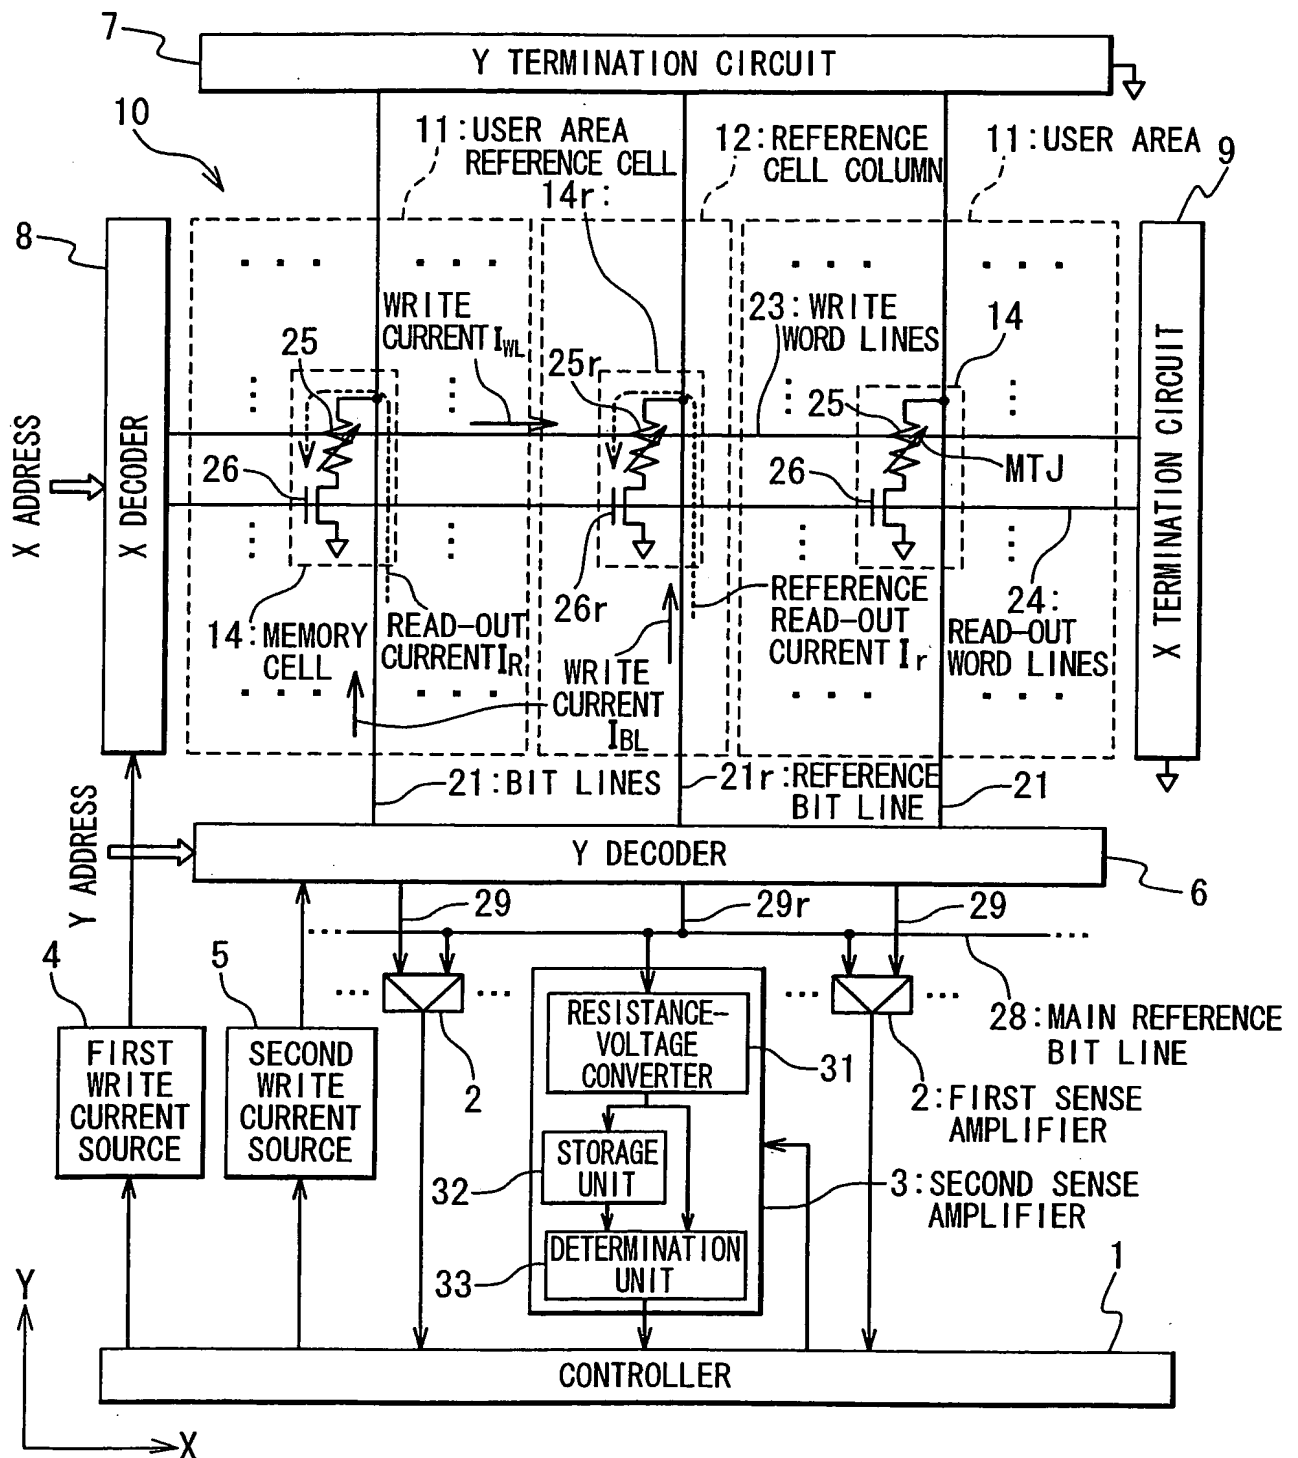 7
Y TERMINATION CIRCUIT
10
11:USER AREA
REFERENCE CELL
14r:
12:REFERENCE
CELL COLUMN
11:USER AREA
9
8
X DECODER
X ADDRESS
WRITE
CURRENT IWL
23:WRITE
WORD LINES
14
25
25r
25
MTJ
26
26r
26
X TERMINATION CIRCUIT
14:MEMORY
CELL
READ-OUT
CURRENT IR
WRITE
CURRENT
IBL
REFERENCE
READ-OUT
CURRENT Ir
24:
READ-OUT
WORD LINES
21:BIT LINES
21r:REFERENCE
BIT LINE
21
Y ADDRESS
Y DECODER
6
29
29r
29
4
FIRST
WRITE
CURRENT
SOURCE
5
SECOND
WRITE
CURRENT
SOURCE
2
RESISTANCE-
VOLTAGE
CONVERTER
31
28:MAIN REFERENCE
BIT LINE
2:FIRST SENSE
AMPLIFIER
STORAGE
UNIT
32
3:SECOND SENSE
AMPLIFIER
DETERMINATION
UNIT
33
1
CONTROLLER
Y
X